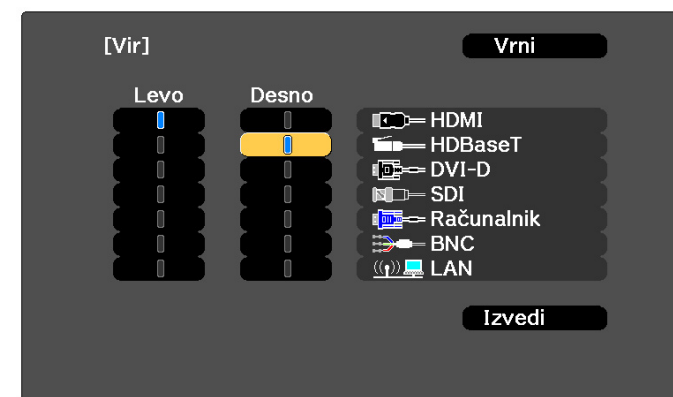 [Vir] Vrni
Levo Desno
HDMI
HDBaseT
DVI-D
SDI
Računalnik
BNC
LAN
Izvedi